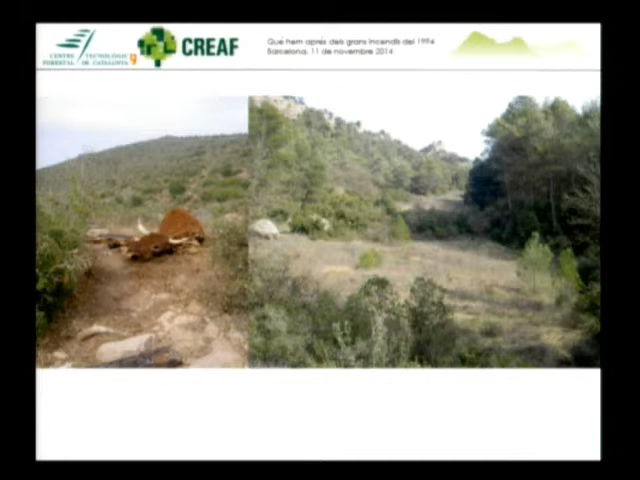 CENTRE TECNOLÒGIC
FORESTAL DE CATALUNYA
9
CREAF
Què hem après dels grans incendis del 1994
Barcelona, 11 de novembre 2014